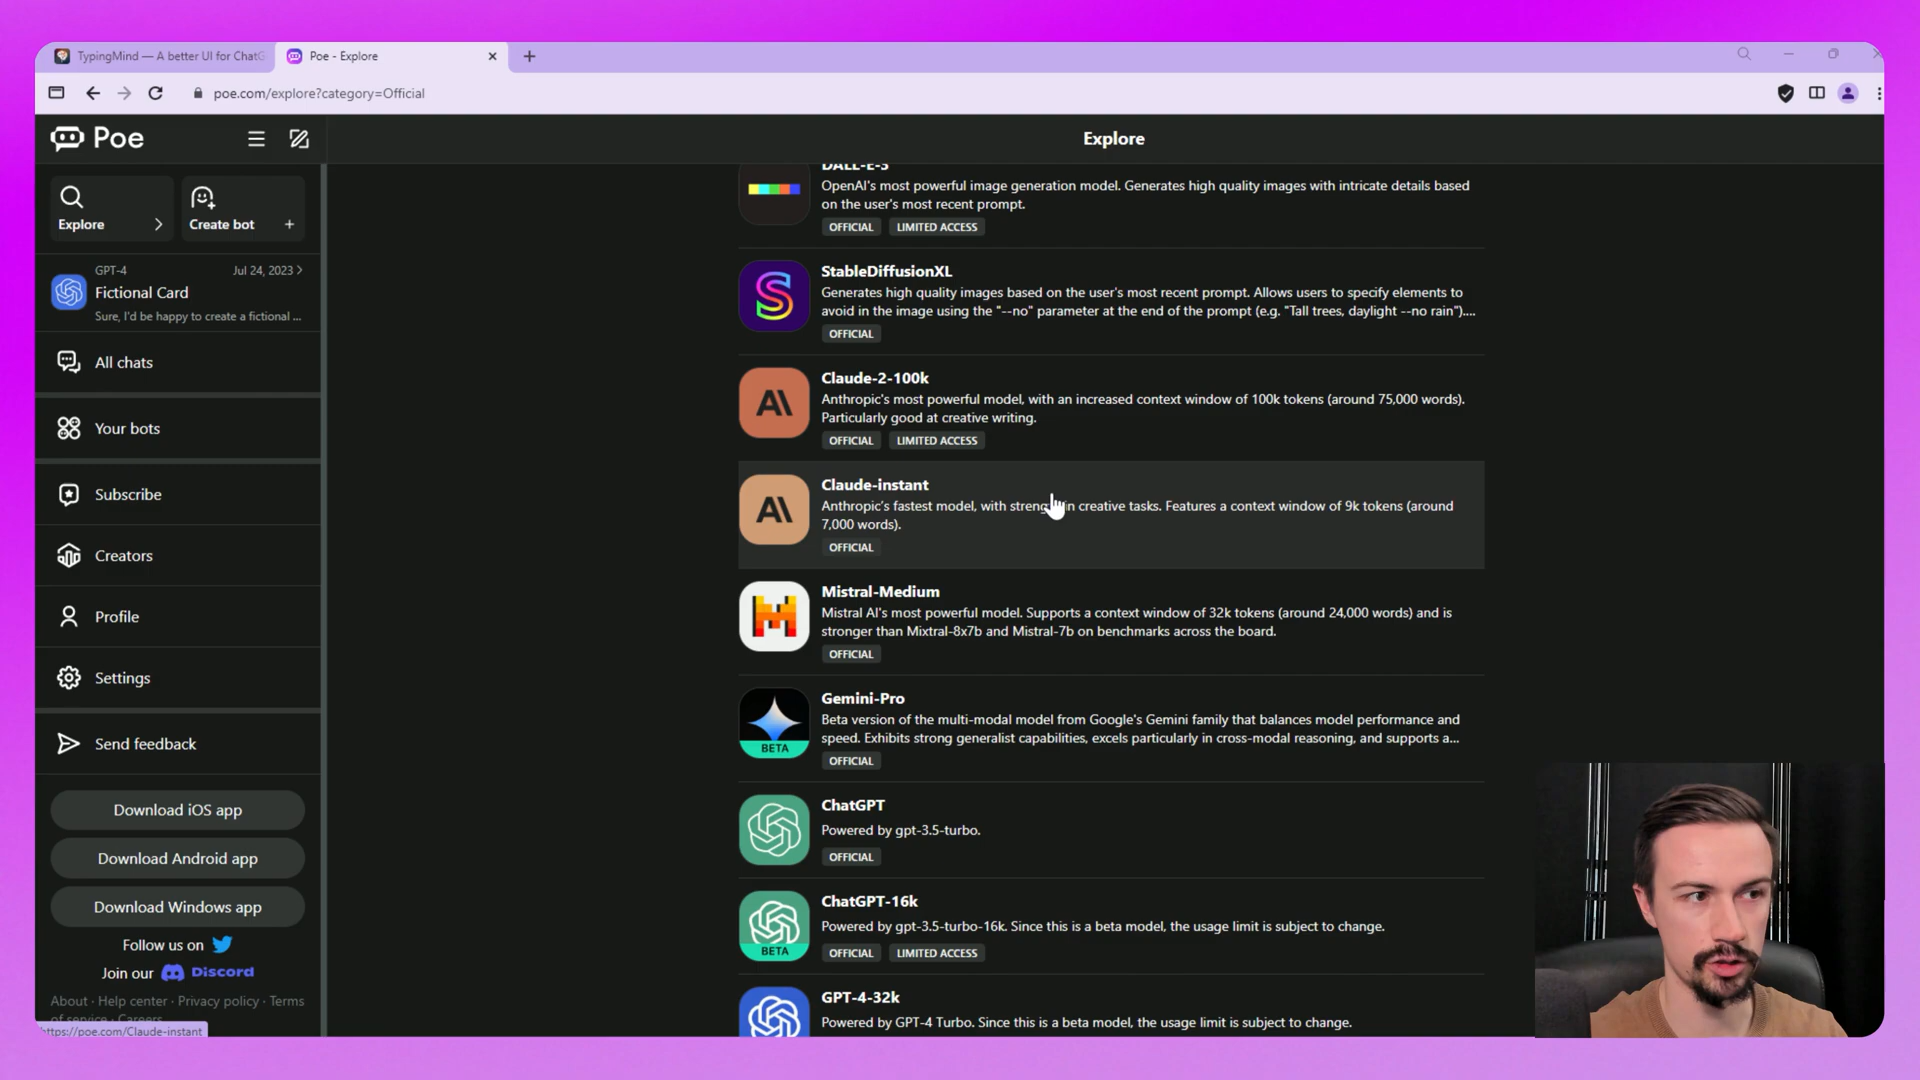 TypingMind — A better UI for ChatG
Poe - Explore
poe.com/explore?category=Official
Poe
Explore
Explore
Create bot
GPT-4
Jul 24, 2023
Fictional Card
Sure, I'd be happy to create a fictional ...
All chats
Your bots
Subscribe
Creators
Profile
Settings
Send feedback
Download iOS app
Download Android app
Download Windows app
Follow us on
Join our Discord
About · Help center · Privacy policy · Terms
of service · Careers
https://poe.com/Claude-instant
DALL-E-3
OpenAI's most powerful image generation model. Generates high quality images with intricate details based
on the user's most recent prompt.
OFFICIAL LIMITED ACCESS
StableDiffusionXL
Generates high quality images based on the user's most recent prompt. Allows users to specify elements to
avoid in the image using the "--no" parameter at the end of the prompt (e.g. "Tall trees, daylight --no rain")....
OFFICIAL
Claude-2-100k
Anthropic's most powerful model, with an increased context window of 100k tokens (around 75,000 words).
Particularly good at creative writing.
OFFICIAL LIMITED ACCESS
Claude-instant
Anthropic's fastest model, with streng in creative tasks. Features a context window of 9k tokens (around
7,000 words).
OFFICIAL
Mistral-Medium
Mistral AI's most powerful model. Supports a context window of 32k tokens (around 24,000 words) and is
stronger than Mixtral-8x7b and Mistral-7b on benchmarks across the board.
OFFICIAL
Gemini-Pro
Beta version of the multi-modal model from Google's Gemini family that balances model performance and
speed. Exhibits strong generalist capabilities, excels particularly in cross-modal reasoning, and supports a...
BETA
OFFICIAL
ChatGPT
Powered by gpt-3.5-turbo.
OFFICIAL
ChatGPT-16k
Powered by gpt-3.5-turbo-16k. Since this is a beta model, the usage limit is subject to change.
BETA
OFFICIAL LIMITED ACCESS
GPT-4-32k
Powered by GPT-4 Turbo. Since this is a beta model, the usage limit is subject to change.